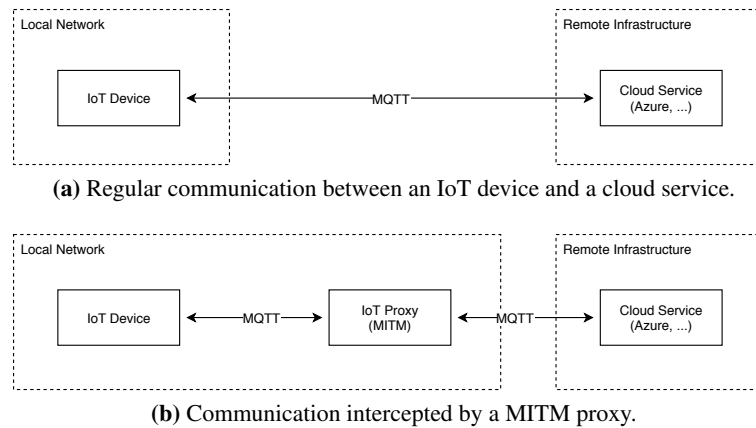 Local Network
Remote Infrastructure
IoT Device
MQTT
Cloud Service
(Azure, ...)
(a) Regular communication between an IoT device and a cloud service.
Local Network
Remote Infrastructure
IoT Device
MQTT
IoT Proxy
(MITM)
MQTT
Cloud Service
(Azure, ...)
(b) Communication intercepted by a MITM proxy.